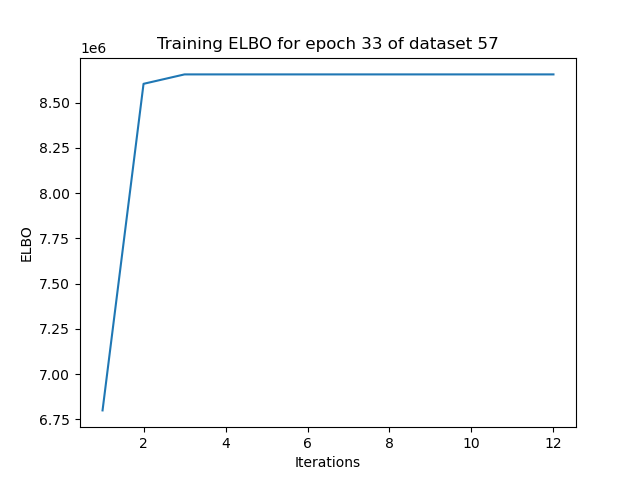 Training ELBO for epoch 33 of dataset 57
1e6
8.50
8.25
8.00
7.75
7.50
7.25
7.00
6.75
ELBO
2 4 6 8 10 12
Iterations